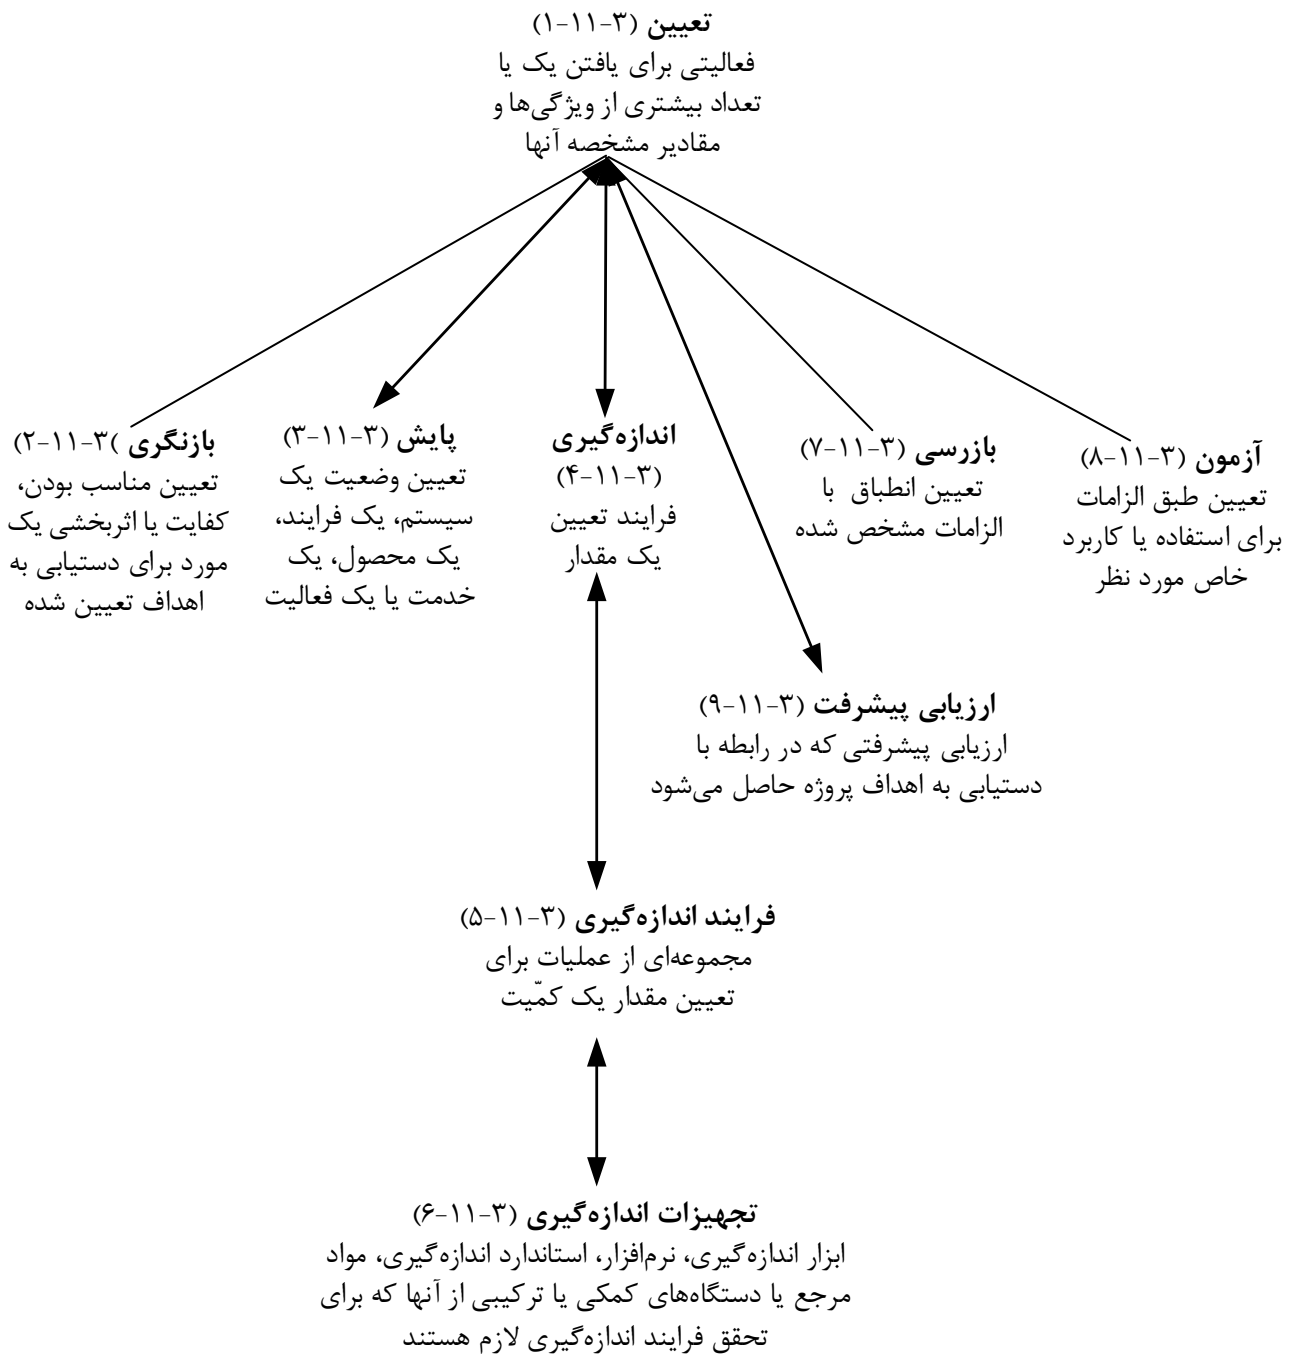 تعیین (۳-۱۱-۱)
فعالیتی برای یافتن یک یا
تعداد بیشتری از ویژگی‌ها و
مقادیر مشخصه آنها
بازنگری )۳-۱۱-۲)
تعیین مناسب بودن،
کفایت یا اثربخشی یک
مورد برای دستیابی به
اهداف تعیین شده
پایش (۳-۱۱-۳)
تعیین وضعیت یک
سیستم، یک فرایند،
یک محصول، یک
خدمت یا یک فعالیت
اندازه‌گیری
(۳-۱۱-۴)
فرایند تعیین
یک مقدار
بازرسی (۳-۱۱-۷)
تعیین انطباق با
الزامات مشخص شده
آزمون (۳-۱۱-۸)
تعیین طبق الزامات
برای استفاده یا کاربرد
خاص مورد نظر
ارزیابی پیشرفت (۳-۱۱-۹)
ارزیابی پیشرفتی که در رابطه با
دستیابی به اهداف پروژه حاصل می‌شود
فرایند اندازه‌گیری (۳-۱۱-۵)
مجموعه‌ای از عملیات برای
تعیین مقدار یک کمّیت
تجهیزات اندازه‌گیری (۳-۱۱-۶)
ابزار اندازه‌گیری، نرم‌افزار، استاندارد اندازه‌گیری، مواد
مرجع یا دستگاه‌های کمکی یا ترکیبی از آنها که برای
تحقق فرایند اندازه‌گیری لازم هستند